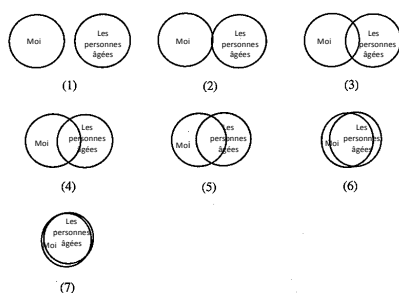 Moi
Les
personnes
âgées
(1)
Moi
Les
personnes
âgées
(2)
Moi
Les
personnes
âgées
(3)
Moi
Les
personnes
âgées
(4)
Moi
Les
personnes
âgées
(5)
Moi
Les
personnes
âgées
(6)
Moi
Les
personnes
âgées
(7)